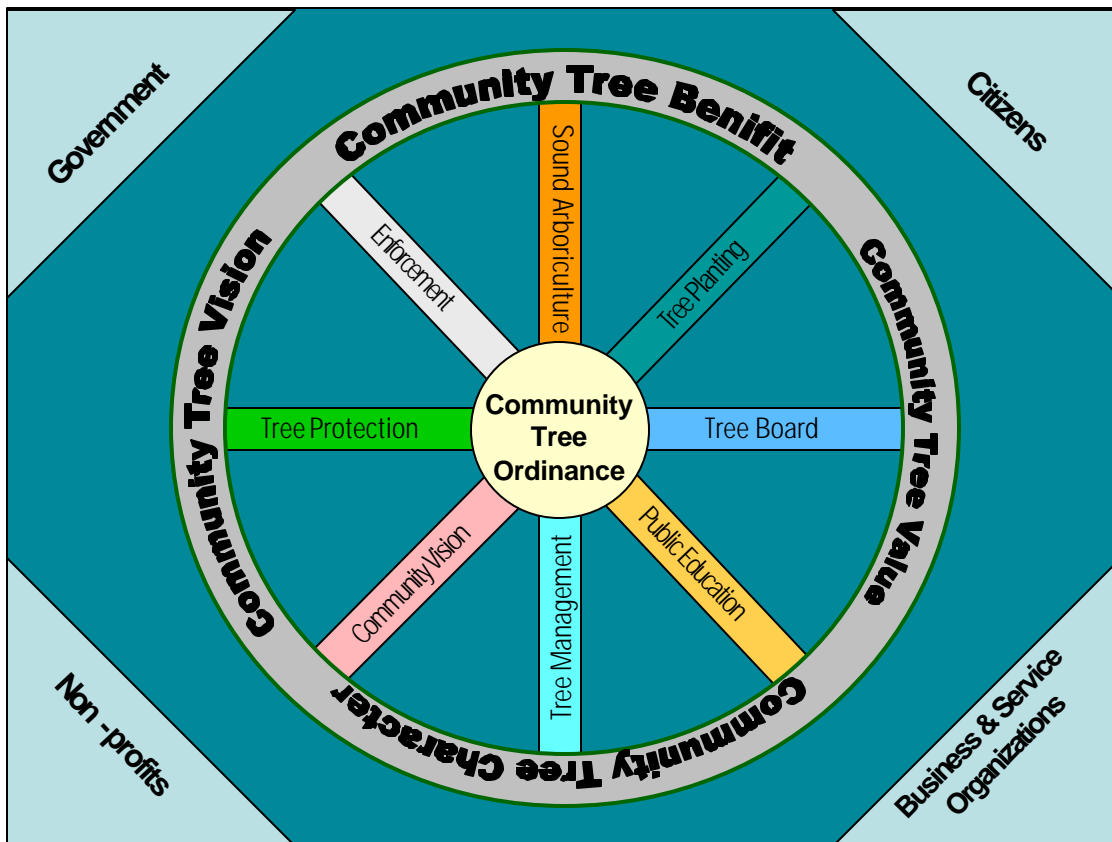 Government
Citizens
Community Tree Benifit
Community Tree Vision
Community Tree Value
Community Tree Character
Sound Arboriculture
Enforcement
Tree Planting
Tree Protection
Community
Tree
Ordinance
Tree Board
Community Vision
Tree Management
Public Education
Non -profits
Business & Service
Organizations